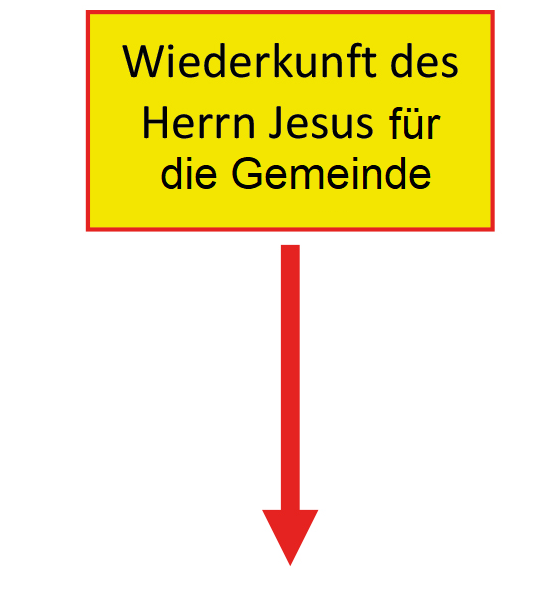 Wiederkunft des
Herrn Jesus für
die Gemeinde